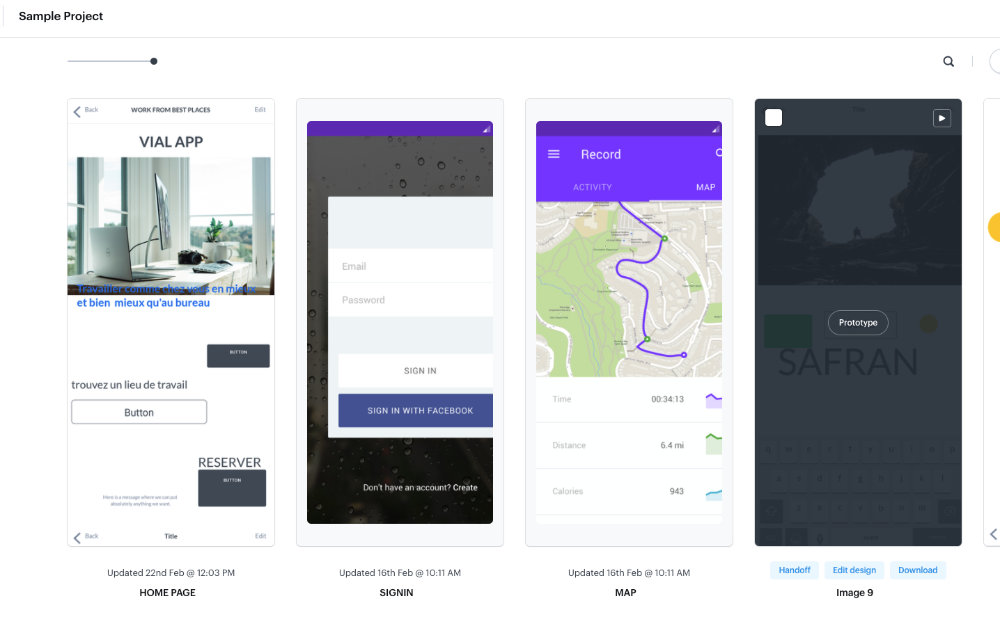 Sample Project
Back
WORK FROM BEST PLACES
Edit
VIAL APP
Travailler comme chez vous en mieux
et bien mieux qu'au bureau
BUTTON
trouvez un lieu de travail
Button
RESERVER
BUTTON
Here is a message where we can put
absolutely anything we want.
Back
Title
Edit
Updated 22nd Feb @ 12:03 PM
HOME PAGE
Email
Password
SIGN IN
SIGN IN WITH FACEBOOK
Don't have an account? Create
Updated 16th Feb @ 10:11 AM
SIGNIN
Record
ACTIVITY
MAP
Time
00:34:13
Distance
6.4 mi
Calories
943
Updated 16th Feb @ 10:11 AM
MAP
Title
Prototype
SAFRAN
q w e r t y u i o p
a s d f g h j k l
z x c v b n m
Handoff
Edit design
Download
Image 9